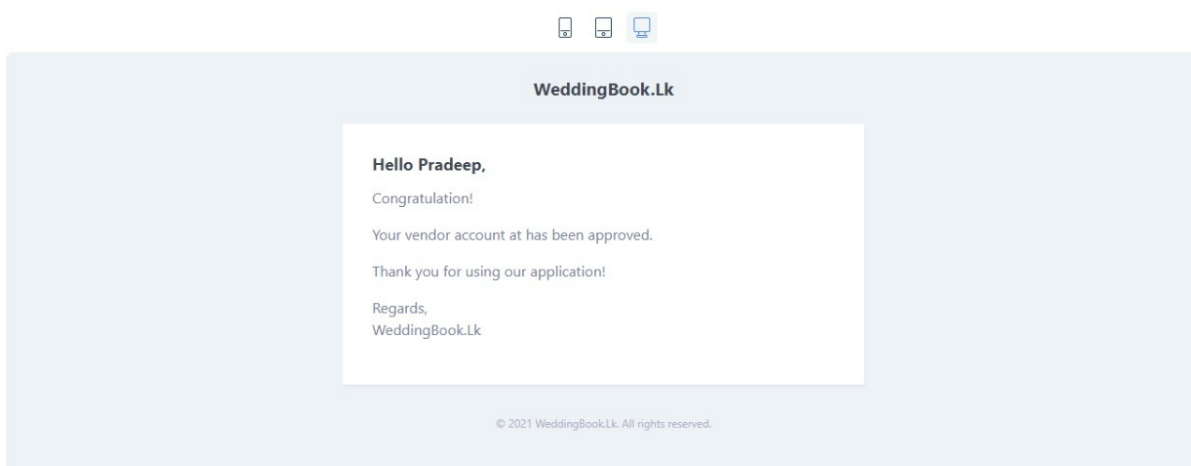 WeddingBook.Lk
Hello Pradeep,
Congratulation!
Your vendor account at has been approved.
Thank you for using our application!
Regards,
WeddingBook.Lk
© 2021 WeddingBook.Lk. All rights reserved.